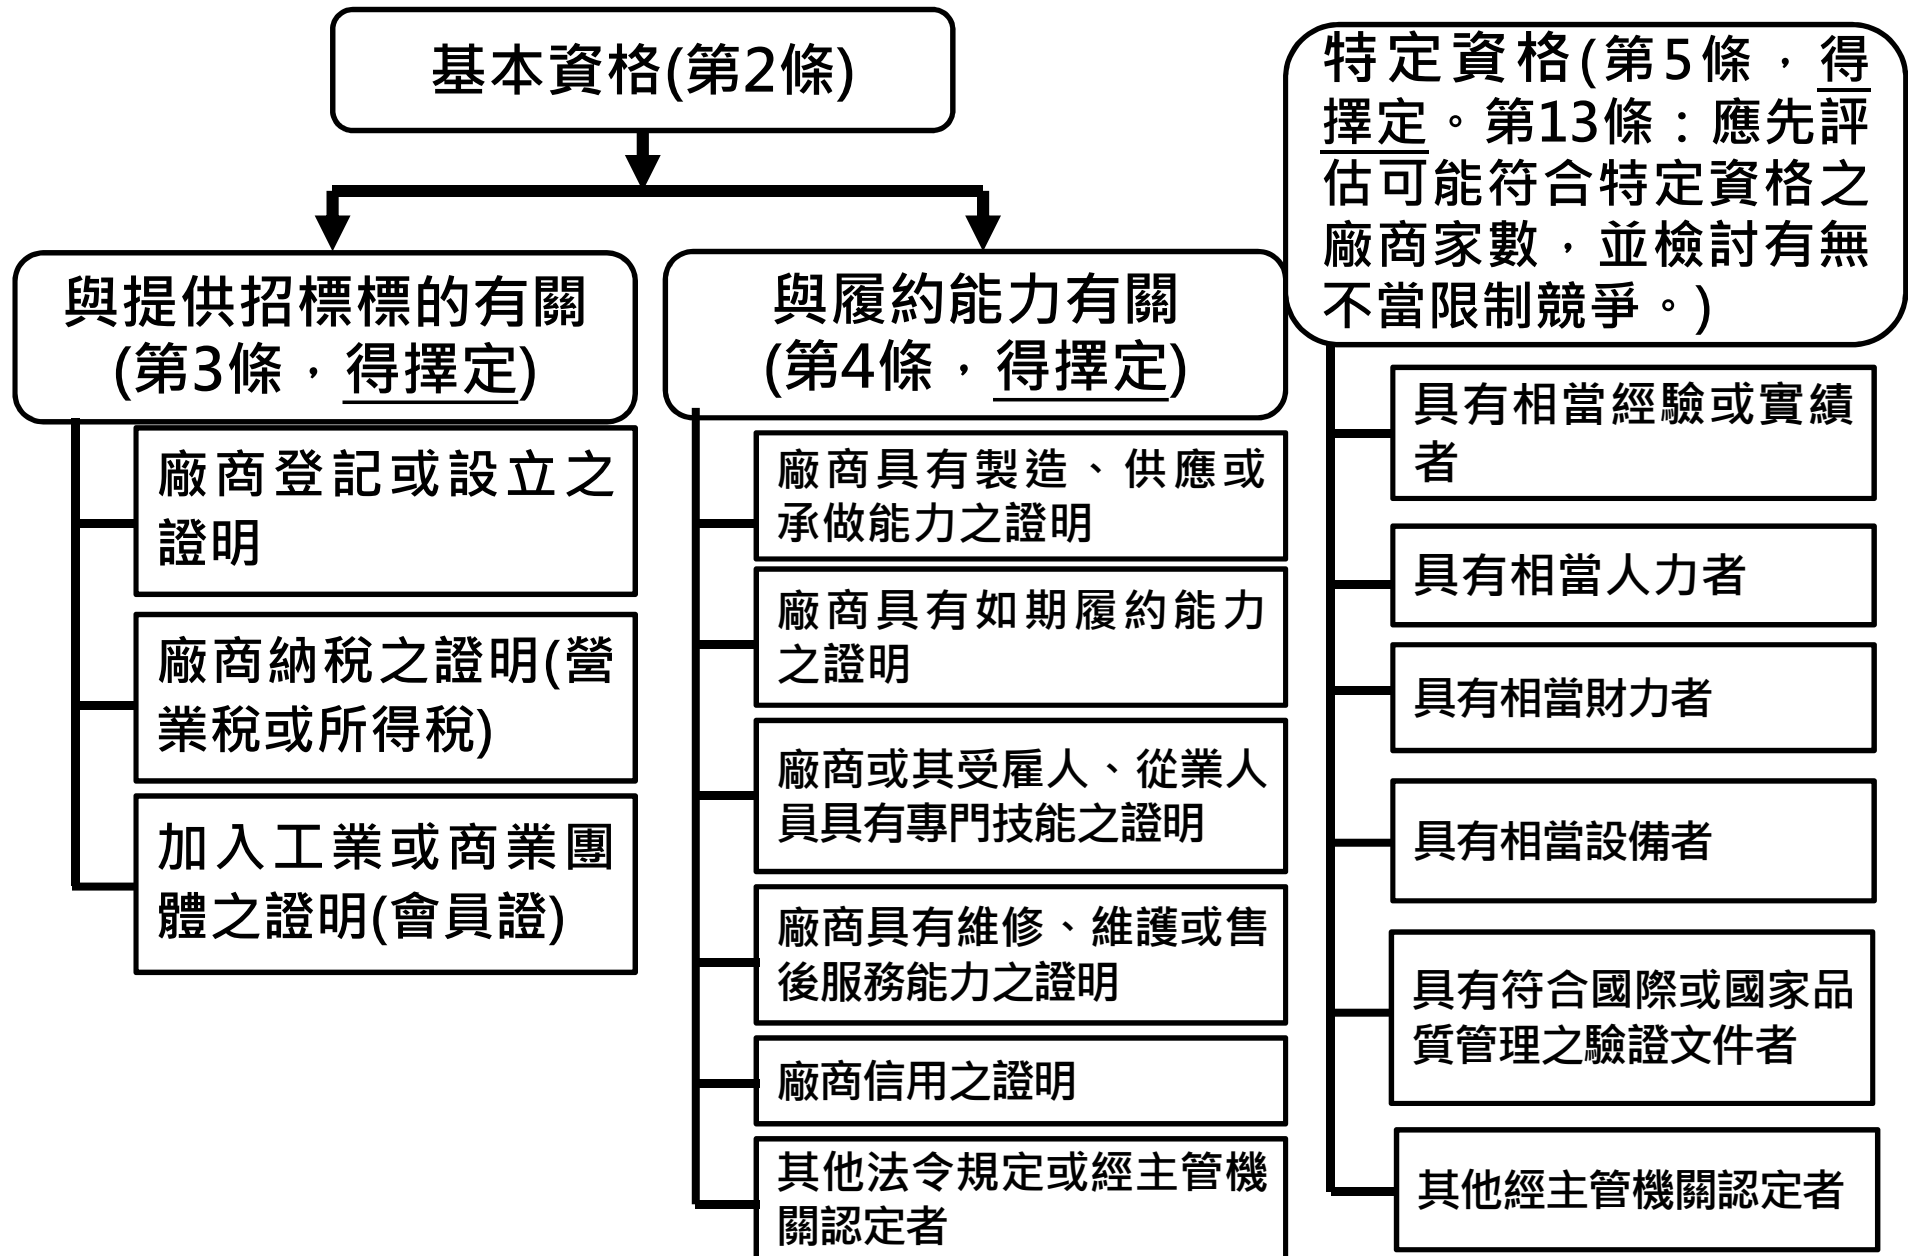 基本資格(第2條)
與提供招標標的有關
(第3條，得擇定)
廠商登記或設立之
證明
廠商納稅之證明(營
業稅或所得稅)
加入工業或商業團
體之證明(會員證)
與履約能力有關
(第4條，得擇定)
廠商具有製造、供應或
承做能力之證明
廠商具有如期履約能力
之證明
廠商或其受雇人、從業人
員具有專門技能之證明
廠商具有維修、維護或售
後服務能力之證明
廠商信用之證明
其他法令規定或經主管機
關認定者
特定資格(第5條，得
擇定。第13條：應先評
估可能符合特定資格之
廠商家數，並檢討有無
不當限制競爭。)
具有相當經驗或實績
者
具有相當人力者
具有相當財力者
具有相當設備者
具有符合國際或國家品
質管理之驗證文件者
其他經主管機關認定者